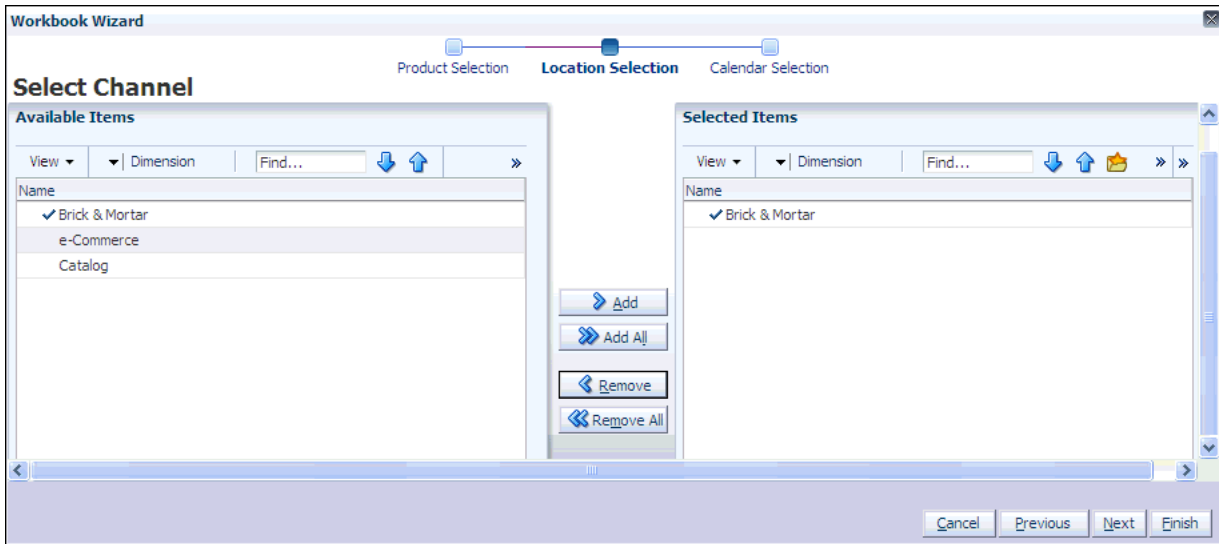 Workbook Wizard
Product Selection Location Selection Calendar Selection
Select Channel
Available Items
View Dimension Find... »
Name
Brick & Mortar
e-Commerce
Catalog
Add
Add All
Remove
Remove All
Selected Items
View Dimension Find... » »
Name
Brick & Mortar
Cancel Previous Next Finish